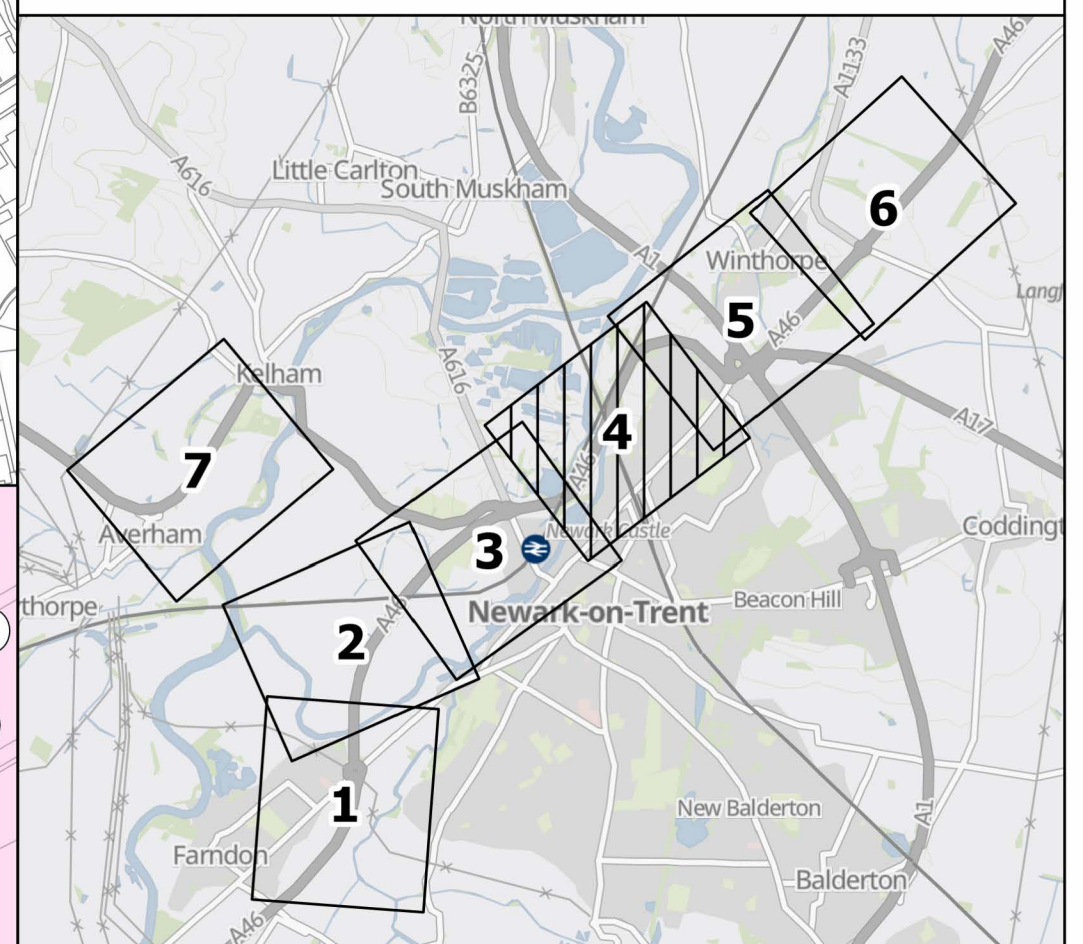 North Muskham
A46
A1133
B6325
A616
Little Carlton
South Muskham
6
A1
Winthorpe
5
A46
Kelham
A616
4
A17
7
A46
Averham
Newark Castle
Coddingt
3
thorpe
Newark-on-Trent
Beacon Hill
A46
2
1
New Balderton
A1
Farndon
Balderton
A46